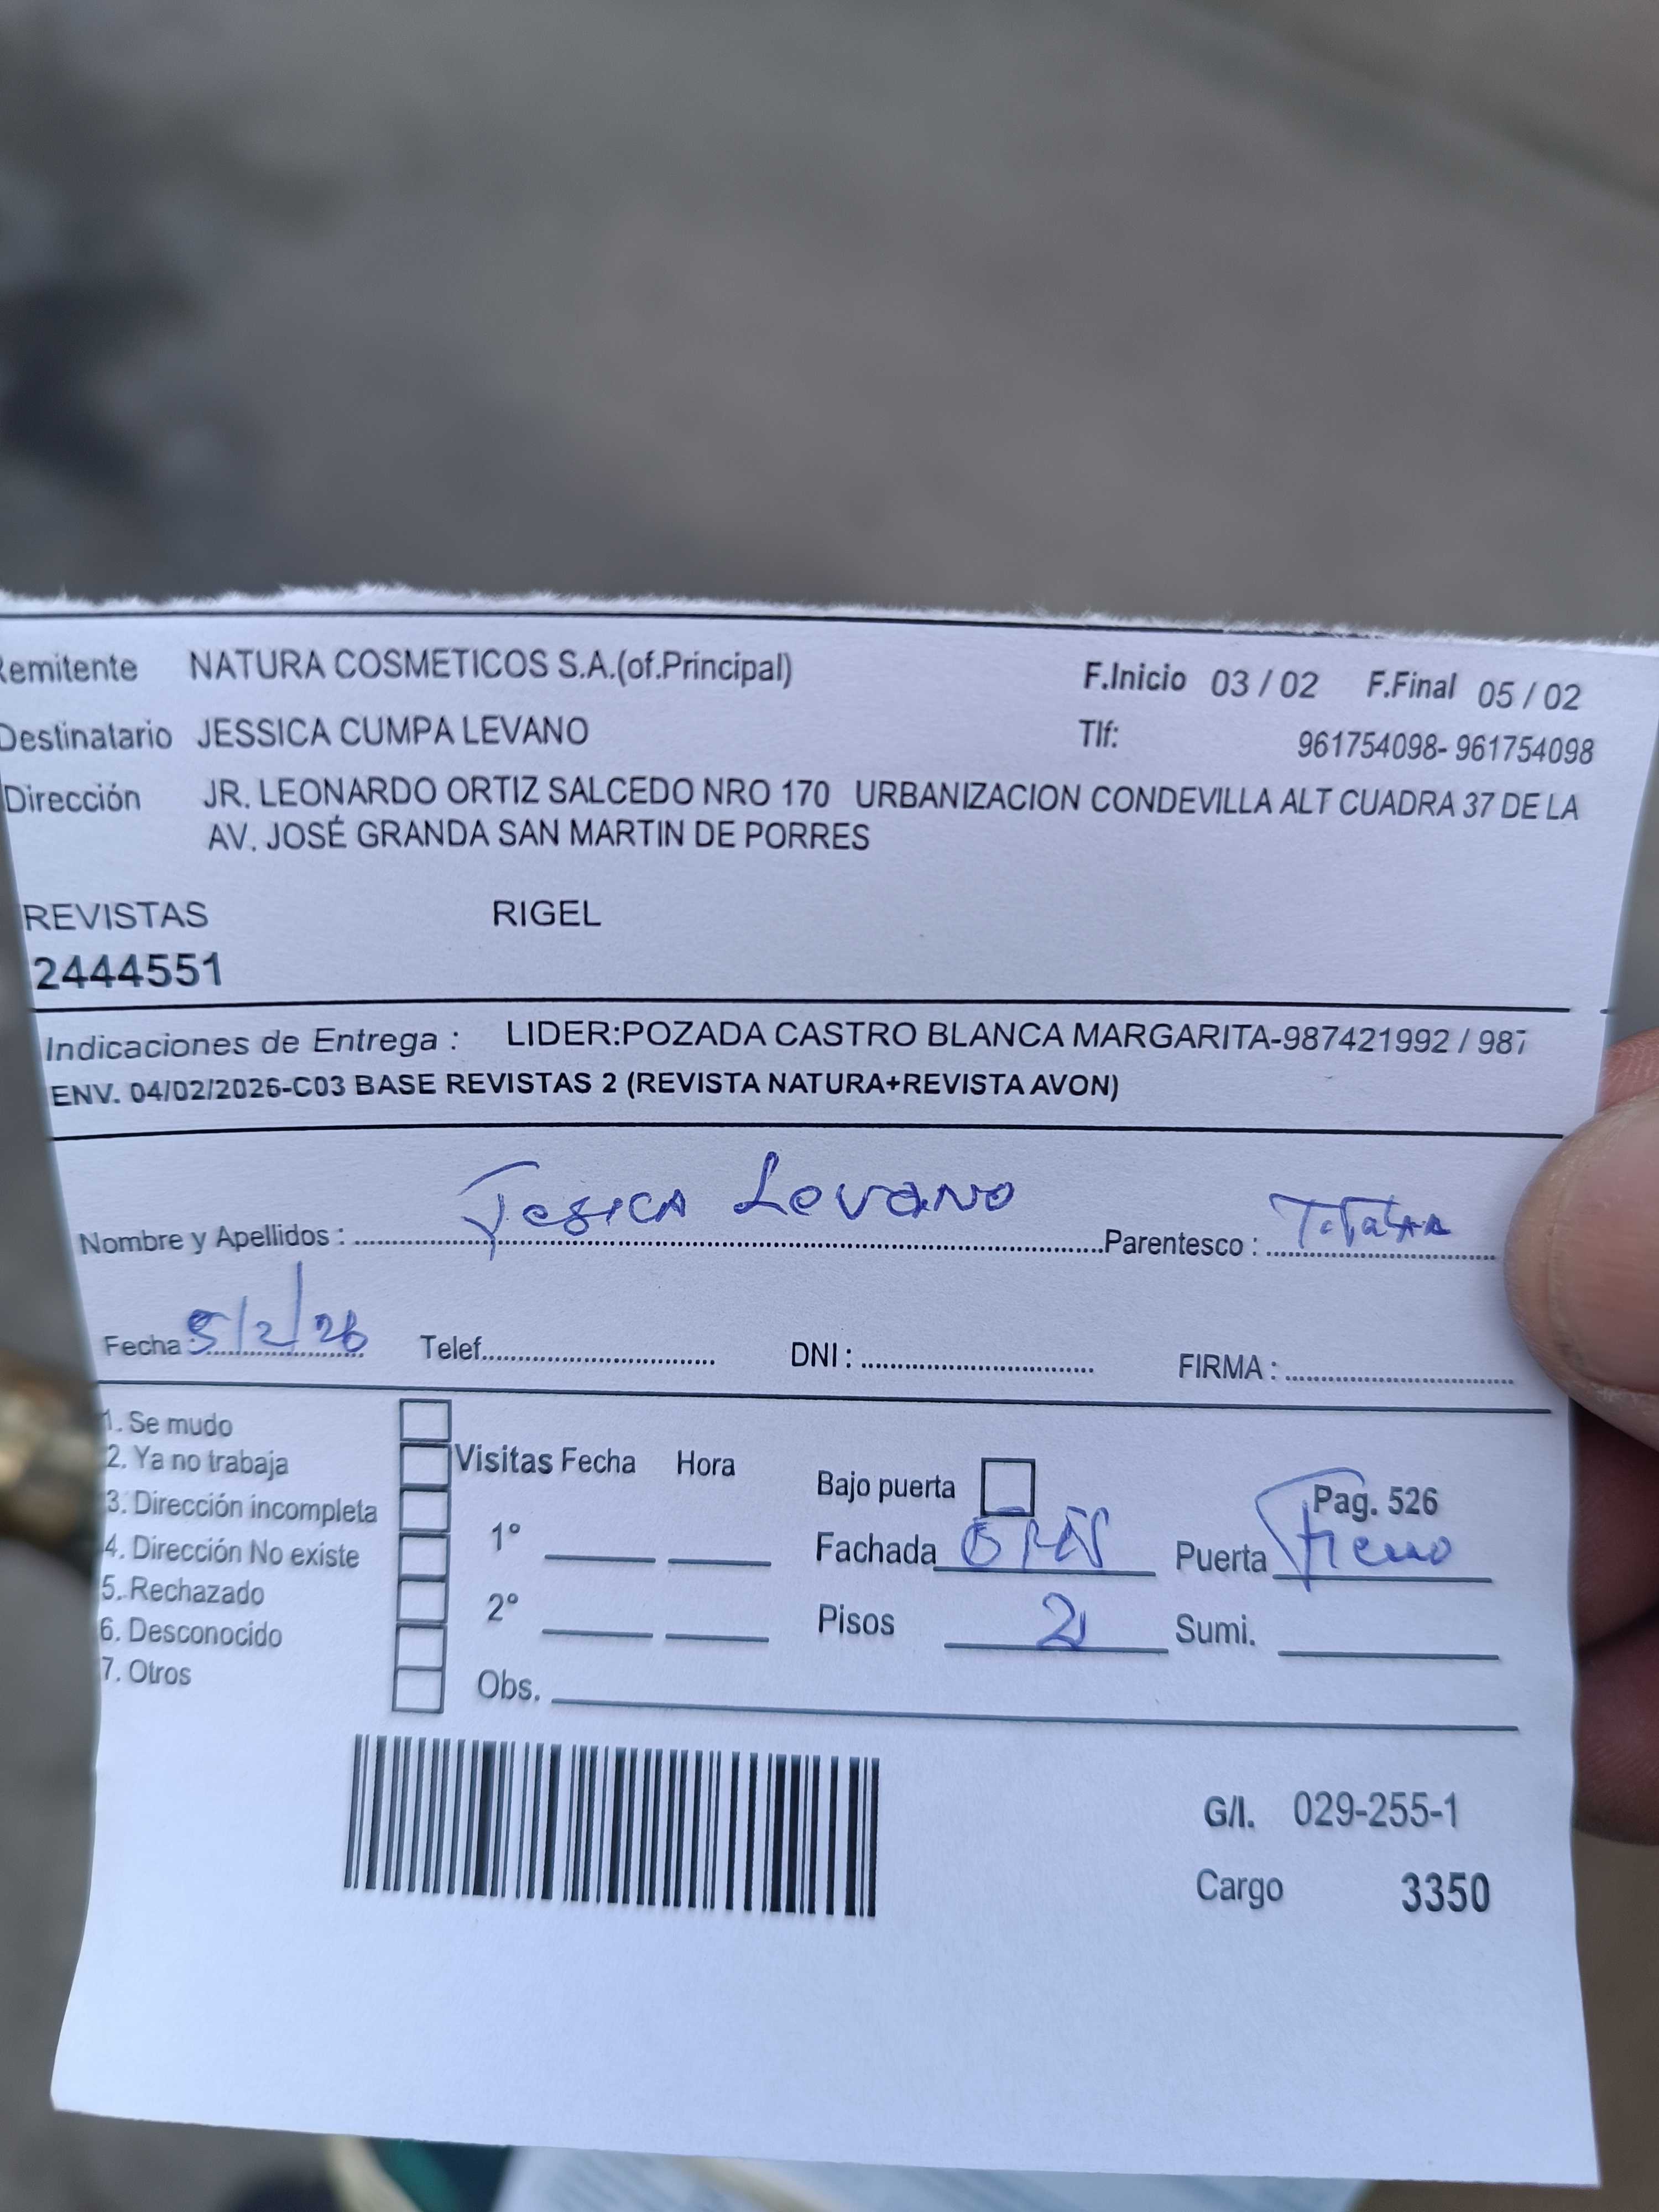 Remitente NATURA COSMETICOS S.A.(of.Principal) F.Inicio 03 / 02 F.Final 05 / 02
Destinatario JESSICA CUMPA LEVANO Tlf: 961754098- 961754098
Dirección JR. LEONARDO ORTIZ SALCEDO NRO 170 URBANIZACION CONDEVILLA ALT CUADRA 37 DE LA
AV. JOSÉ GRANDA SAN MARTIN DE PORRES
REVISTAS RIGEL
2444551
Indicaciones de Entrega : LIDER:POZADA CASTRO BLANCA MARGARITA-987421992 / 987
ENV. 04/02/2026-C03 BASE REVISTAS 2 (REVISTA NATURA+REVISTA AVON)
Nombre y Apellidos : Jesica Levano Parentesco :
Fecha : 5/2/26 Telef. DNI : FIRMA :
1. Se mudo
2. Ya no trabaja Visitas Fecha Hora Bajo puerta Pag. 526
3. Dirección incompleta
4. Dirección No existe 1° Fachada Puerta Fierro
5. Rechazado
6. Desconocido 2° Pisos 2 Sumi.
7. Otros Obs.
G/I. 029-255-1
Cargo 3350